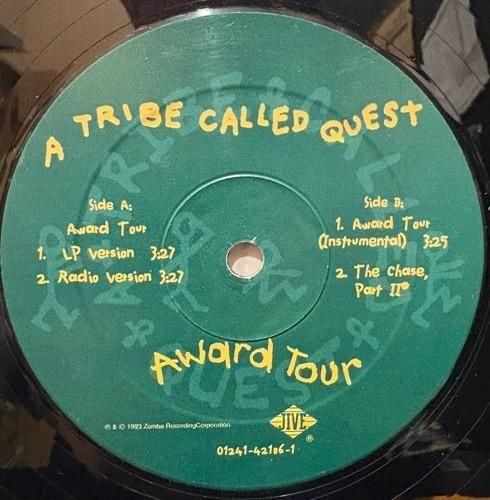 A TRIBE CALLED QUEST
Side A:
Award Tour
1. LP Version 3:27
2. Radio Version 3:27
Side B:
1. Award Tour
(Instrumental) 3:25
2. The Chase,
Part II*
Award Tour
℗ & © 1993 Zomba Recording Corporation
JIVE
®
01241-42186-1